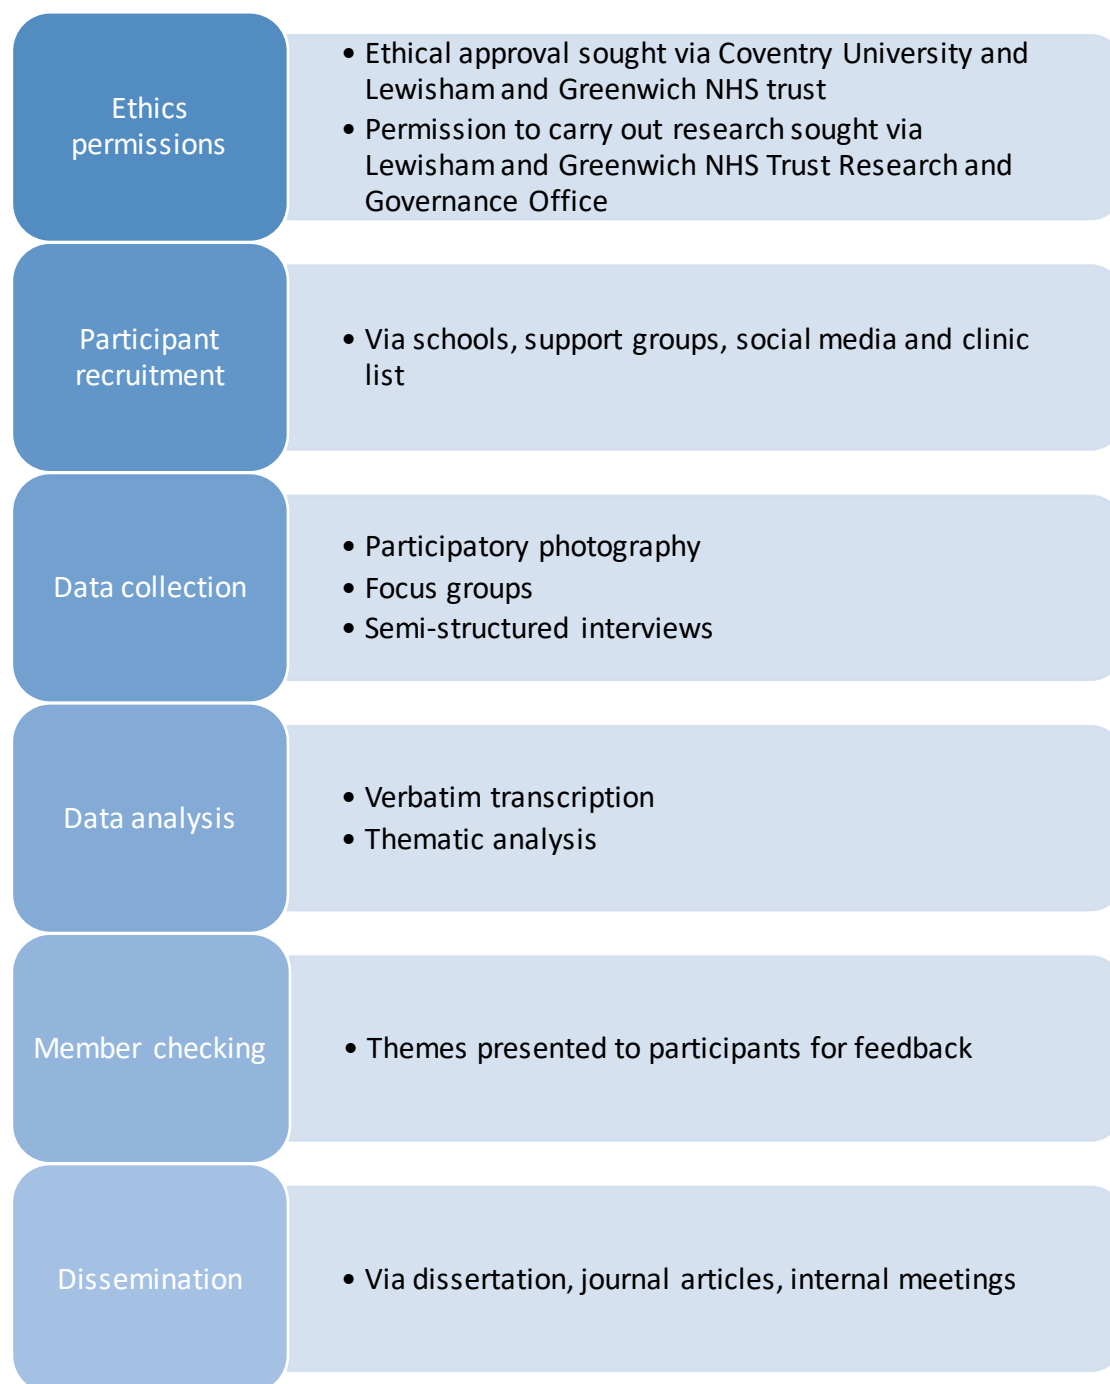 Ethics
permissions
• Ethical approval sought via Coventry University and
Lewisham and Greenwich NHS trust
• Permission to carry out research sought via
Lewisham and Greenwich NHS Trust Research and
Governance Office
Participant
recruitment
• Via schools, support groups, social media and clinic
list
Data collection
• Participatory photography
• Focus groups
• Semi-structured interviews
Data analysis
• Verbatim transcription
• Thematic analysis
Member checking
• Themes presented to participants for feedback
Dissemination
• Via dissertation, journal articles, internal meetings